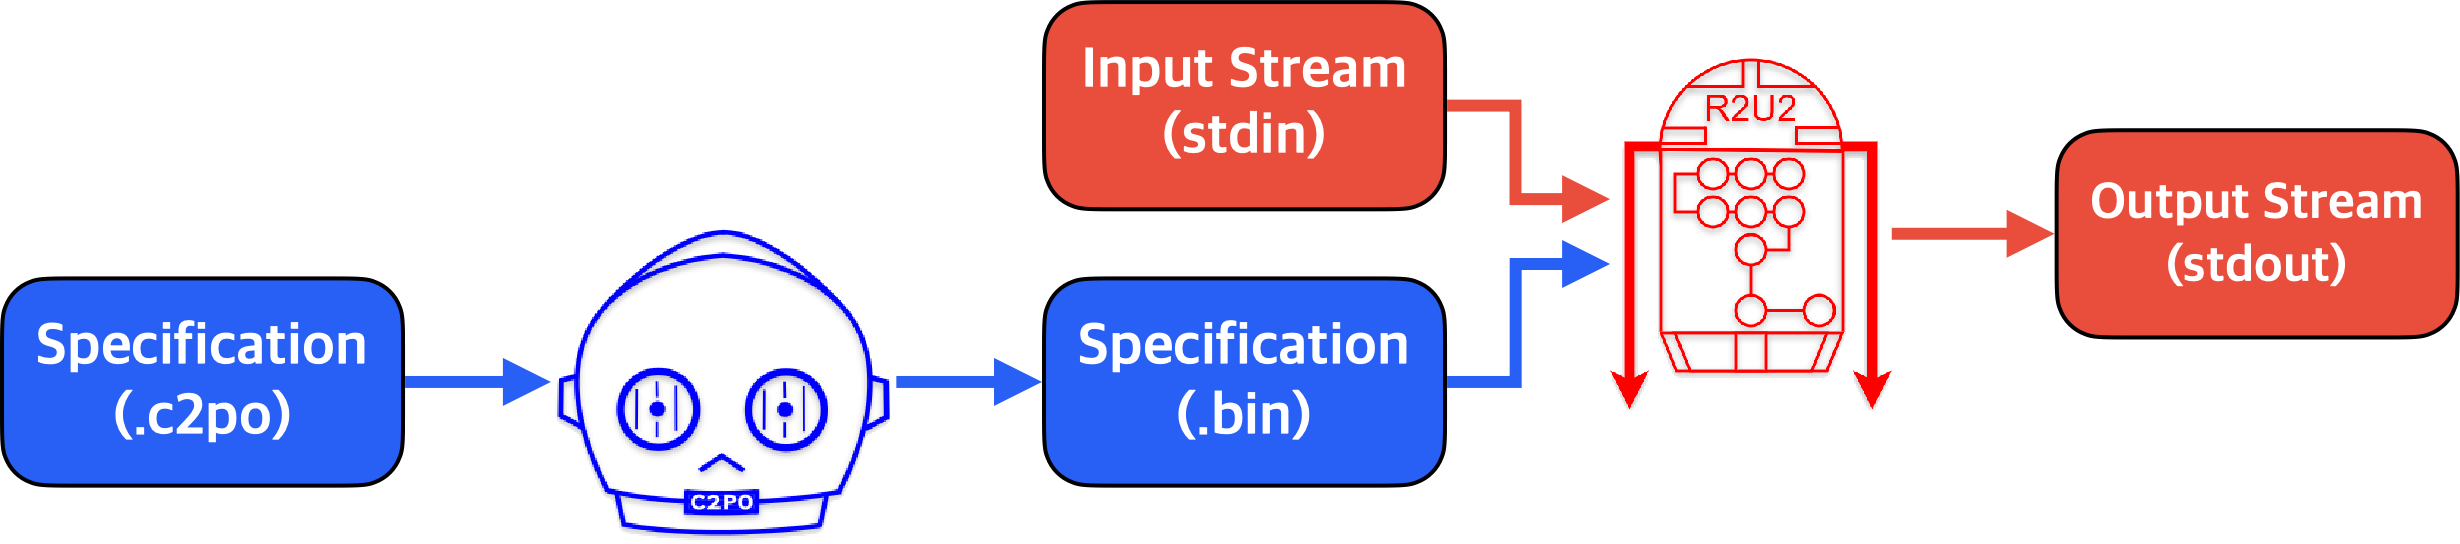 Specification
(.c2po)
C2PO
Input Stream
(stdin)
Specification
(.bin)
R2U2
Output Stream
(stdout)